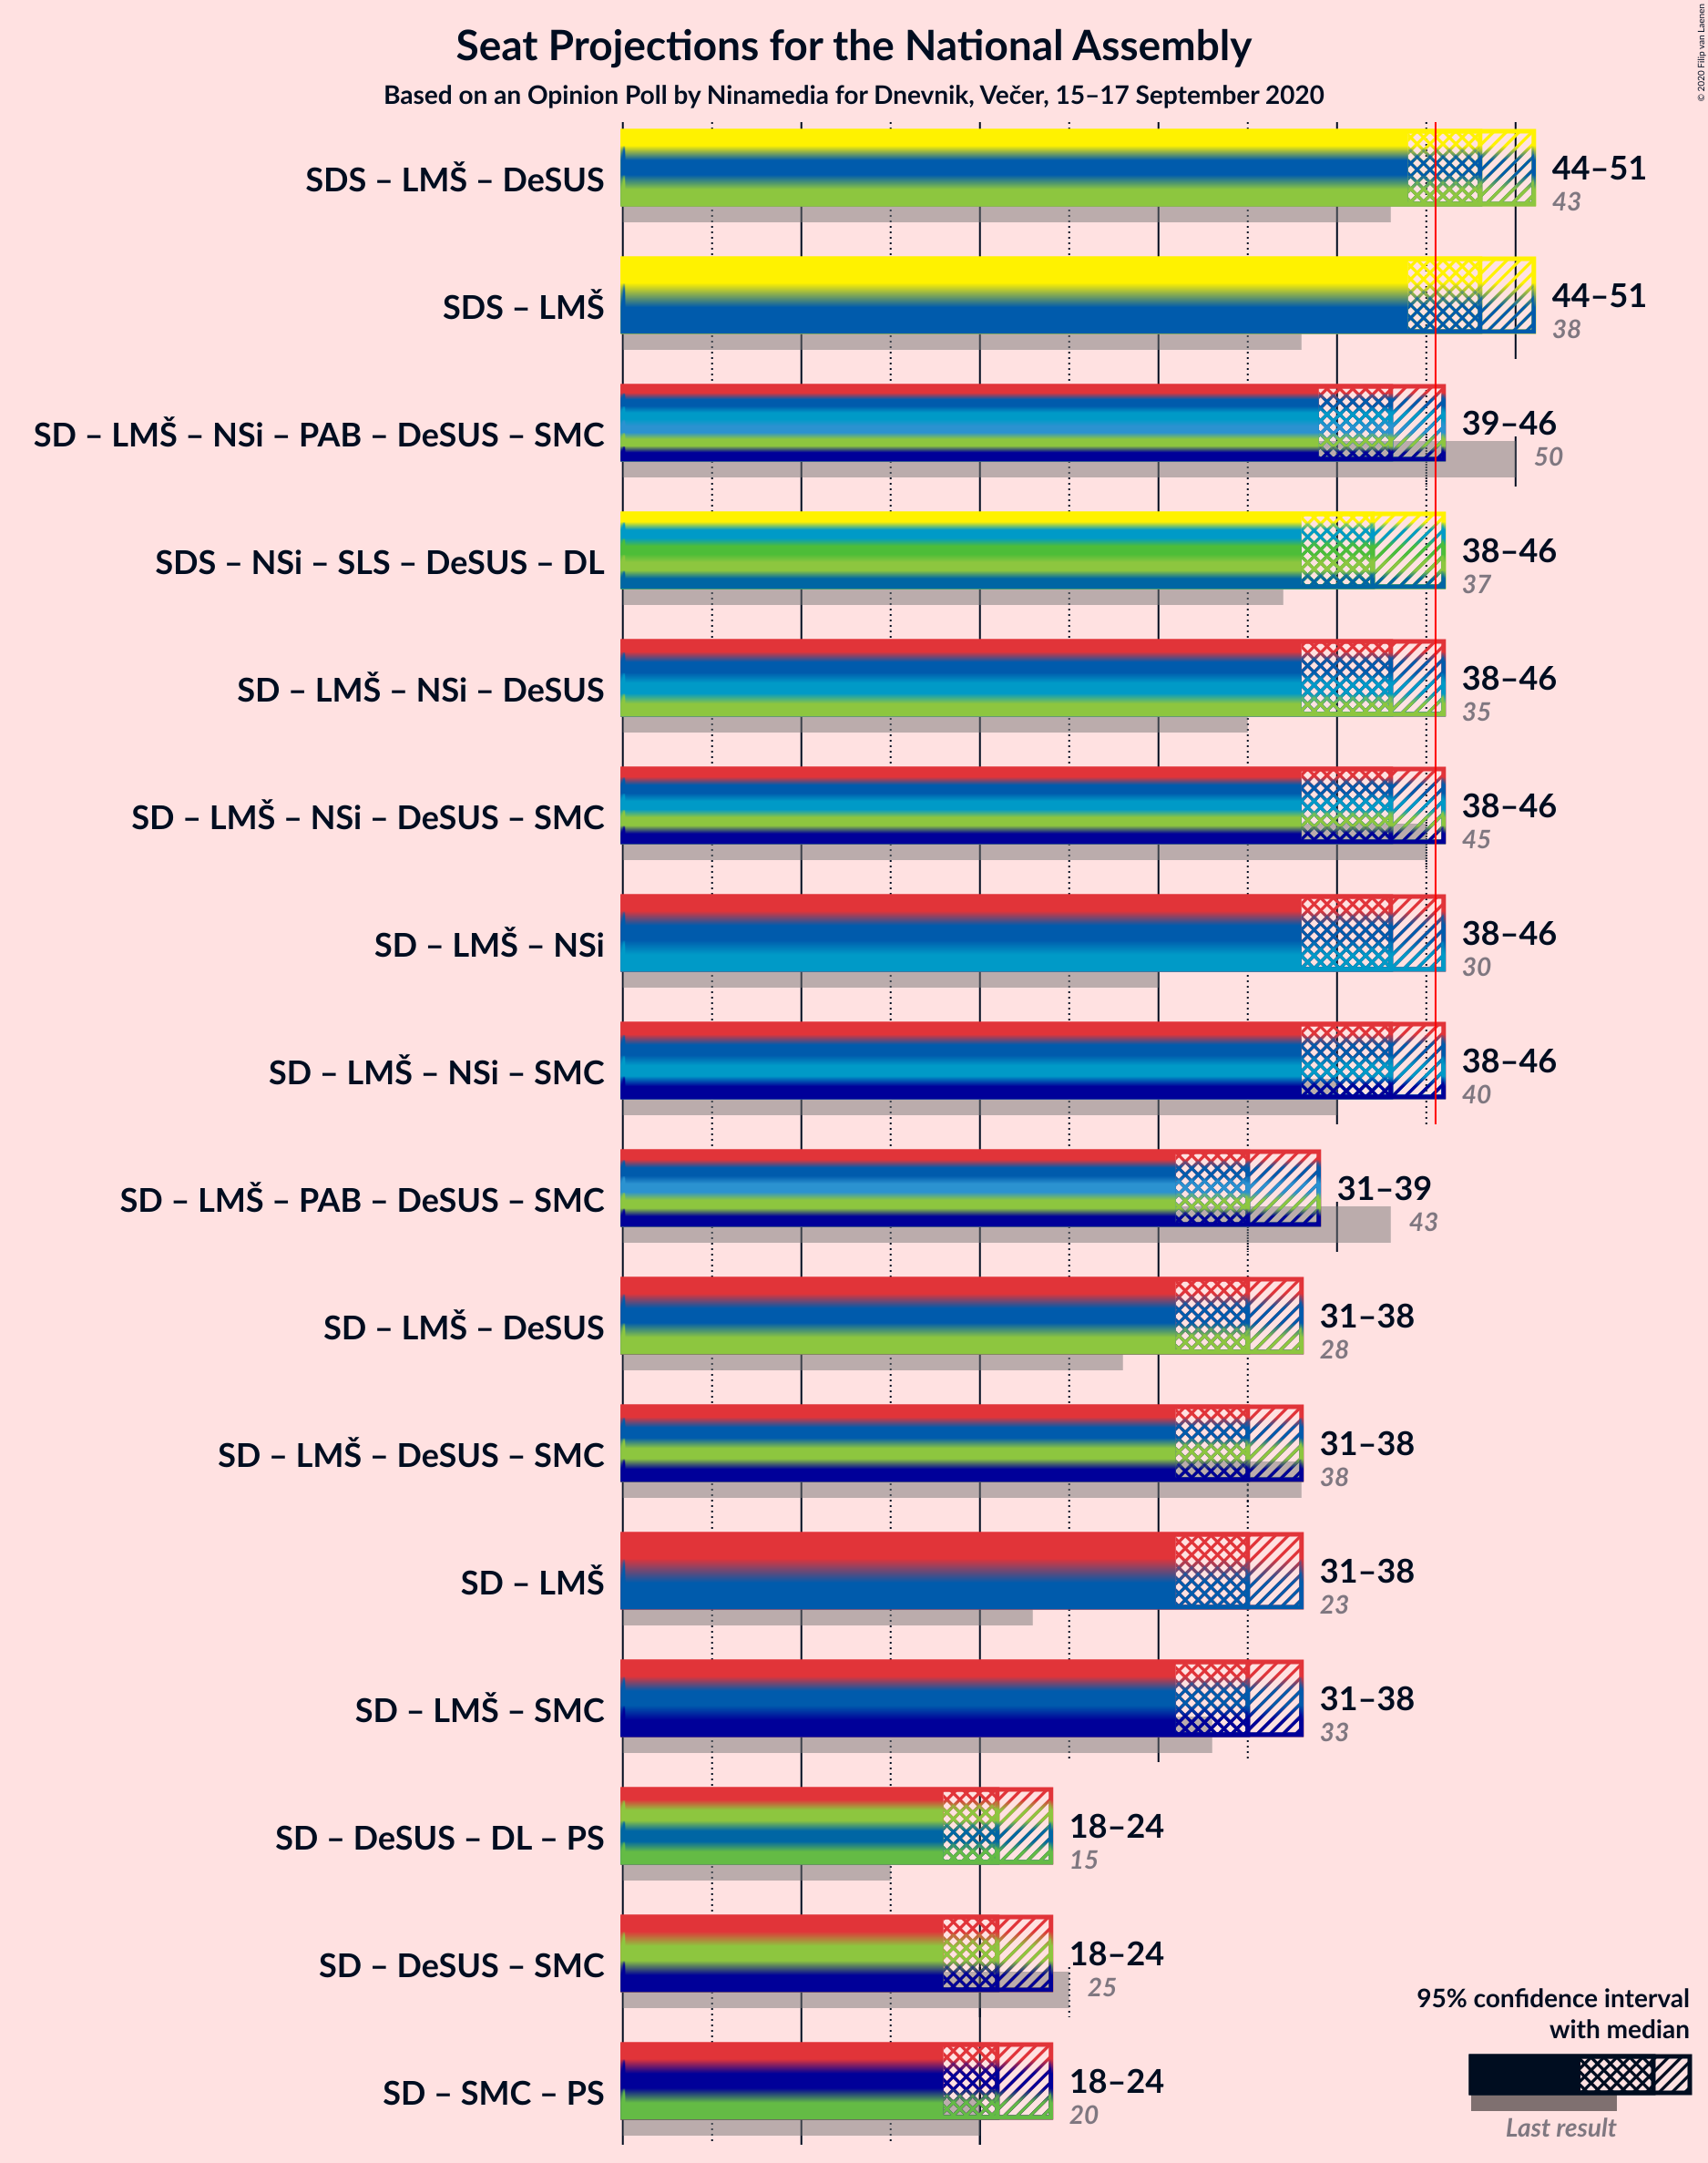 Seat Projections for the National Assembly
Based on an Opinion Poll by Ninamedia for Dnevnik, Večer, 15–17 September 2020
© 2020 Filip van Laenen
SDS – LMŠ – DeSUS
44–51
43
SDS – LMŠ
44–51
38
SD – LMŠ – NSi – PAB – DeSUS – SMC
39–46
50
SDS – NSi – SLS – DeSUS – DL
38–46
37
SD – LMŠ – NSi – DeSUS
38–46
35
SD – LMŠ – NSi – DeSUS – SMC
38–46
45
SD – LMŠ – NSi
38–46
30
SD – LMŠ – NSi – SMC
38–46
40
SD – LMŠ – PAB – DeSUS – SMC
31–39
43
SD – LMŠ – DeSUS
31–38
28
SD – LMŠ – DeSUS – SMC
31–38
38
SD – LMŠ
31–38
23
SD – LMŠ – SMC
31–38
33
SD – DeSUS – DL – PS
18–24
15
SD – DeSUS – SMC
18–24
25
SD – SMC – PS
18–24
20
95% confidence interval
with median
Last result